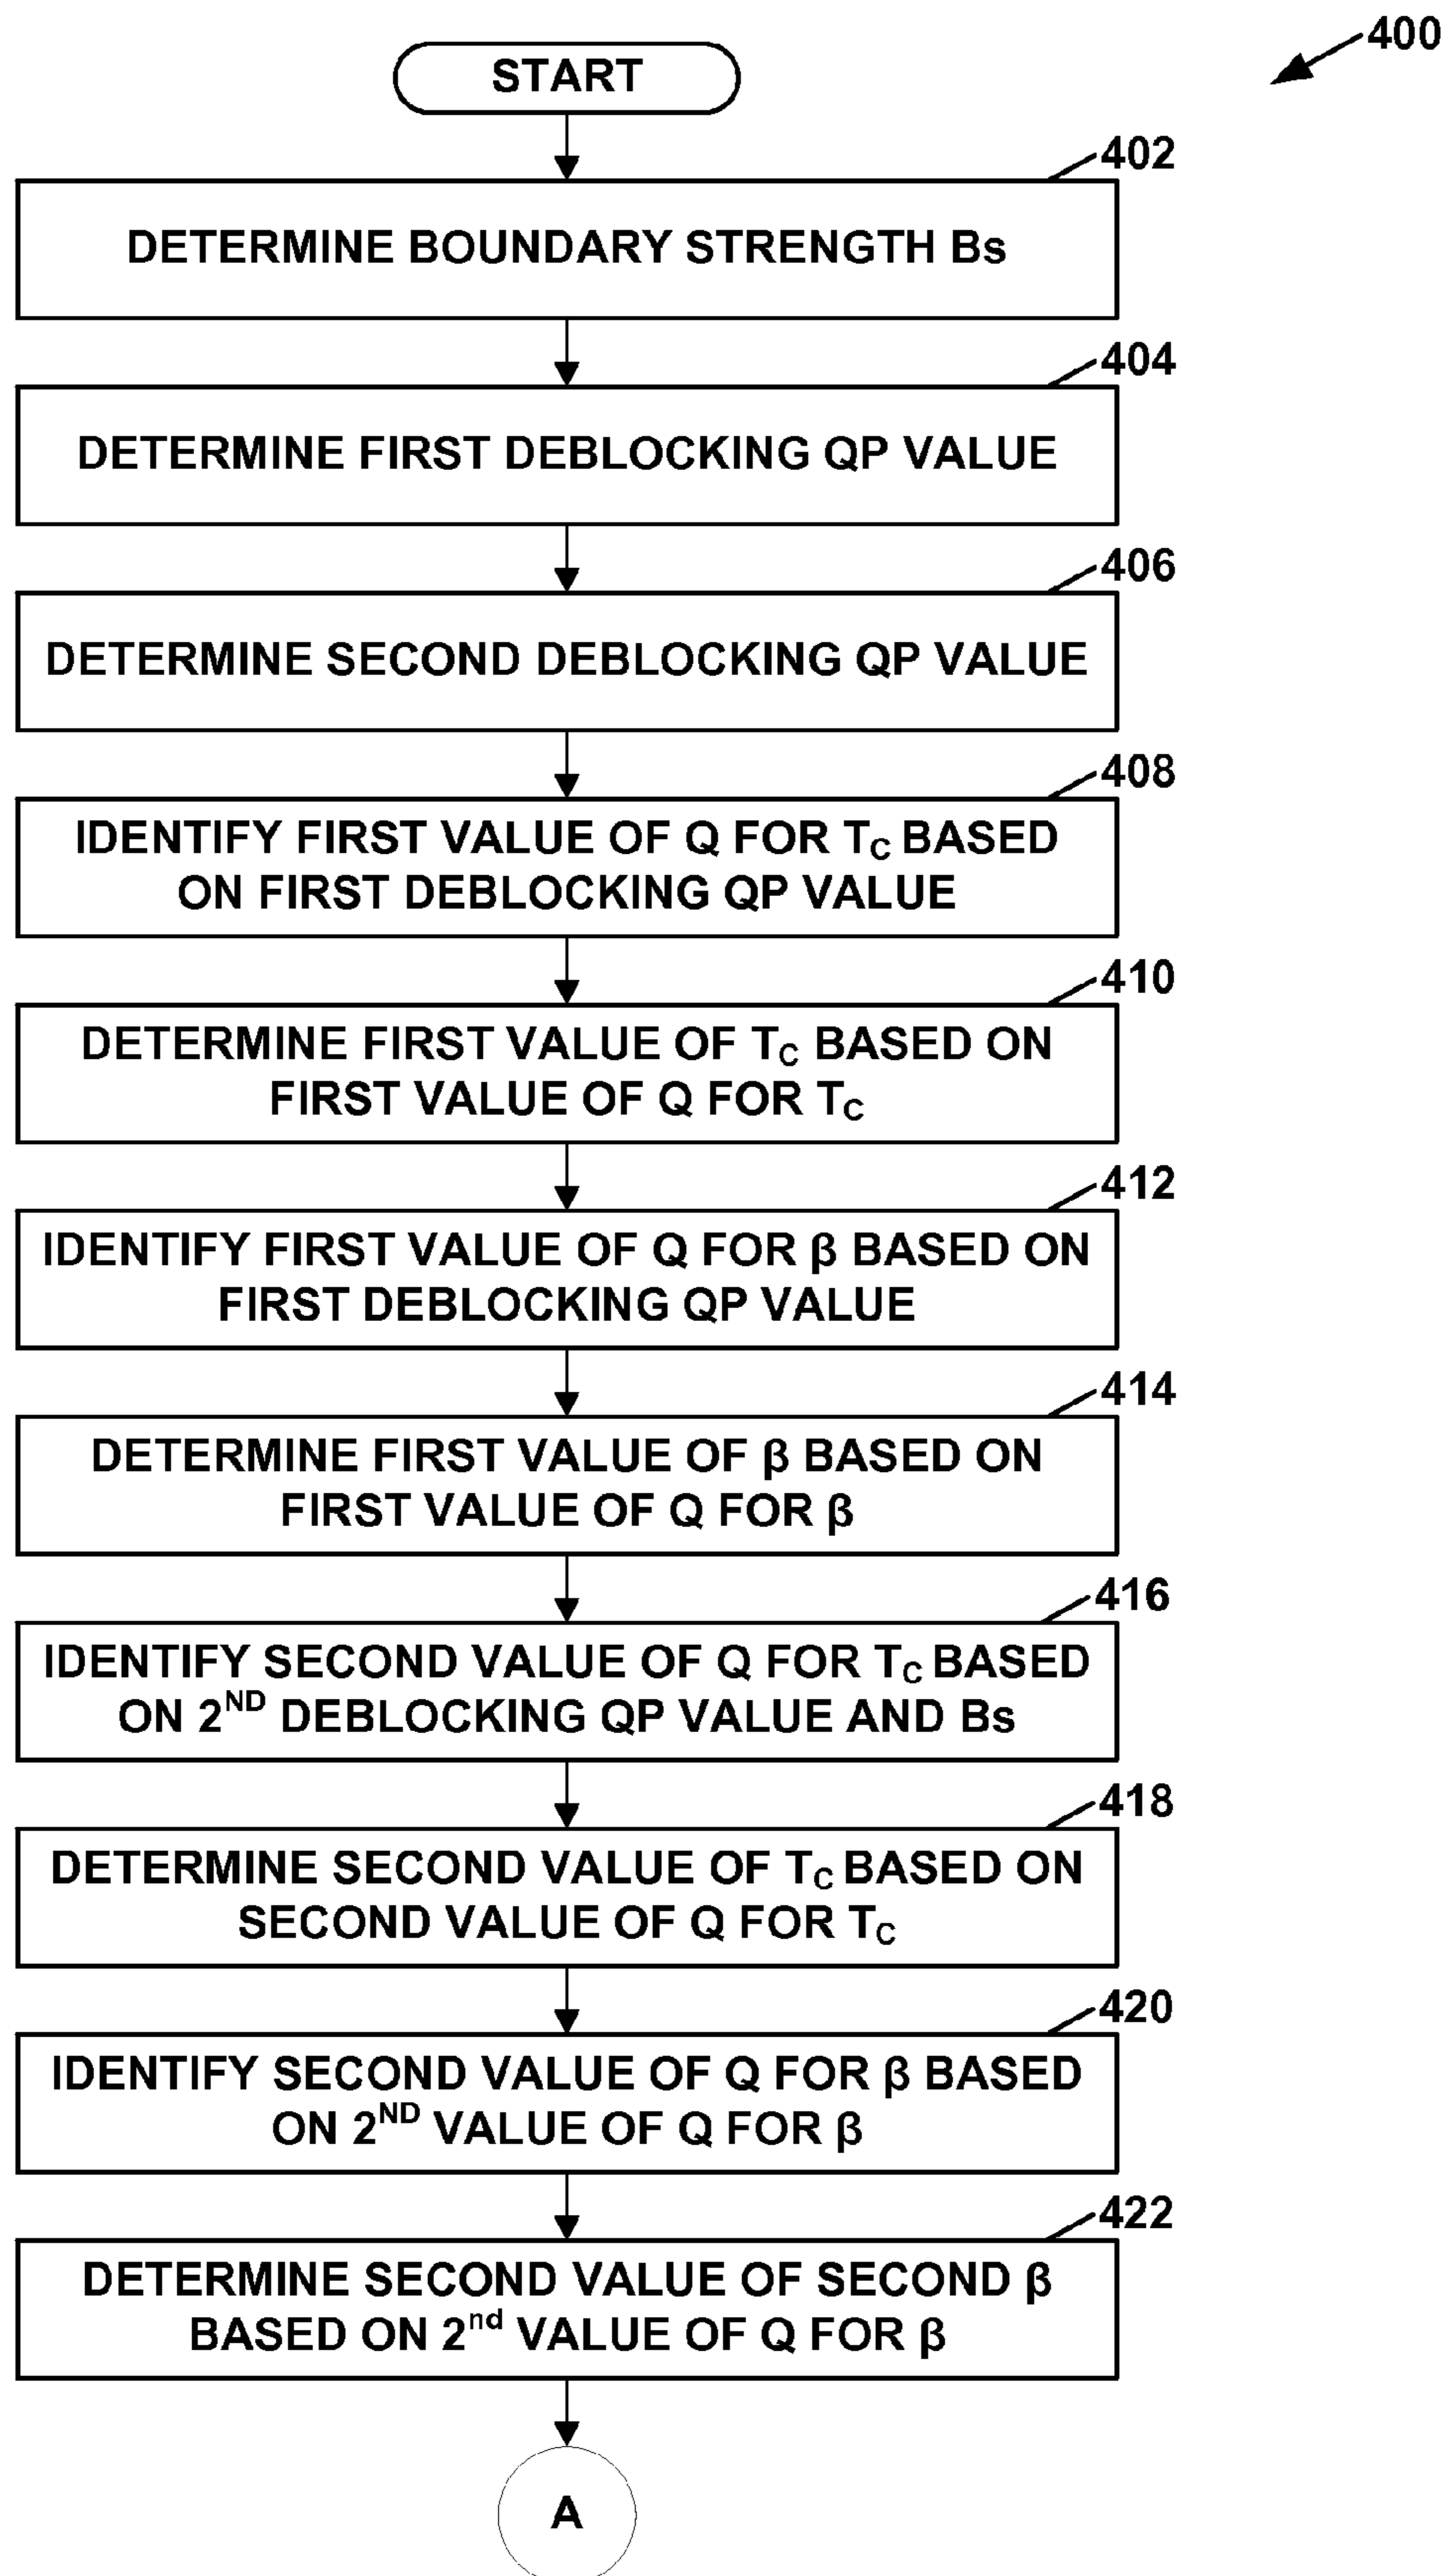 400
START
402
DETERMINE BOUNDARY STRENGTH Bs
404
DETERMINE FIRST DEBLOCKING QP VALUE
406
DETERMINE SECOND DEBLOCKING QP VALUE
408
IDENTIFY FIRST VALUE OF Q FOR TC BASED
ON FIRST DEBLOCKING QP VALUE
410
DETERMINE FIRST VALUE OF TC BASED ON
FIRST VALUE OF Q FOR TC
412
IDENTIFY FIRST VALUE OF Q FOR β BASED ON
FIRST DEBLOCKING QP VALUE
414
DETERMINE FIRST VALUE OF β BASED ON
FIRST VALUE OF Q FOR β
416
IDENTIFY SECOND VALUE OF Q FOR TC BASED
ON 2ND DEBLOCKING QP VALUE AND Bs
418
DETERMINE SECOND VALUE OF TC BASED ON
SECOND VALUE OF Q FOR TC
420
IDENTIFY SECOND VALUE OF Q FOR β BASED
ON 2ND VALUE OF Q FOR β
422
DETERMINE SECOND VALUE OF SECOND β
BASED ON 2nd VALUE OF Q FOR β
A